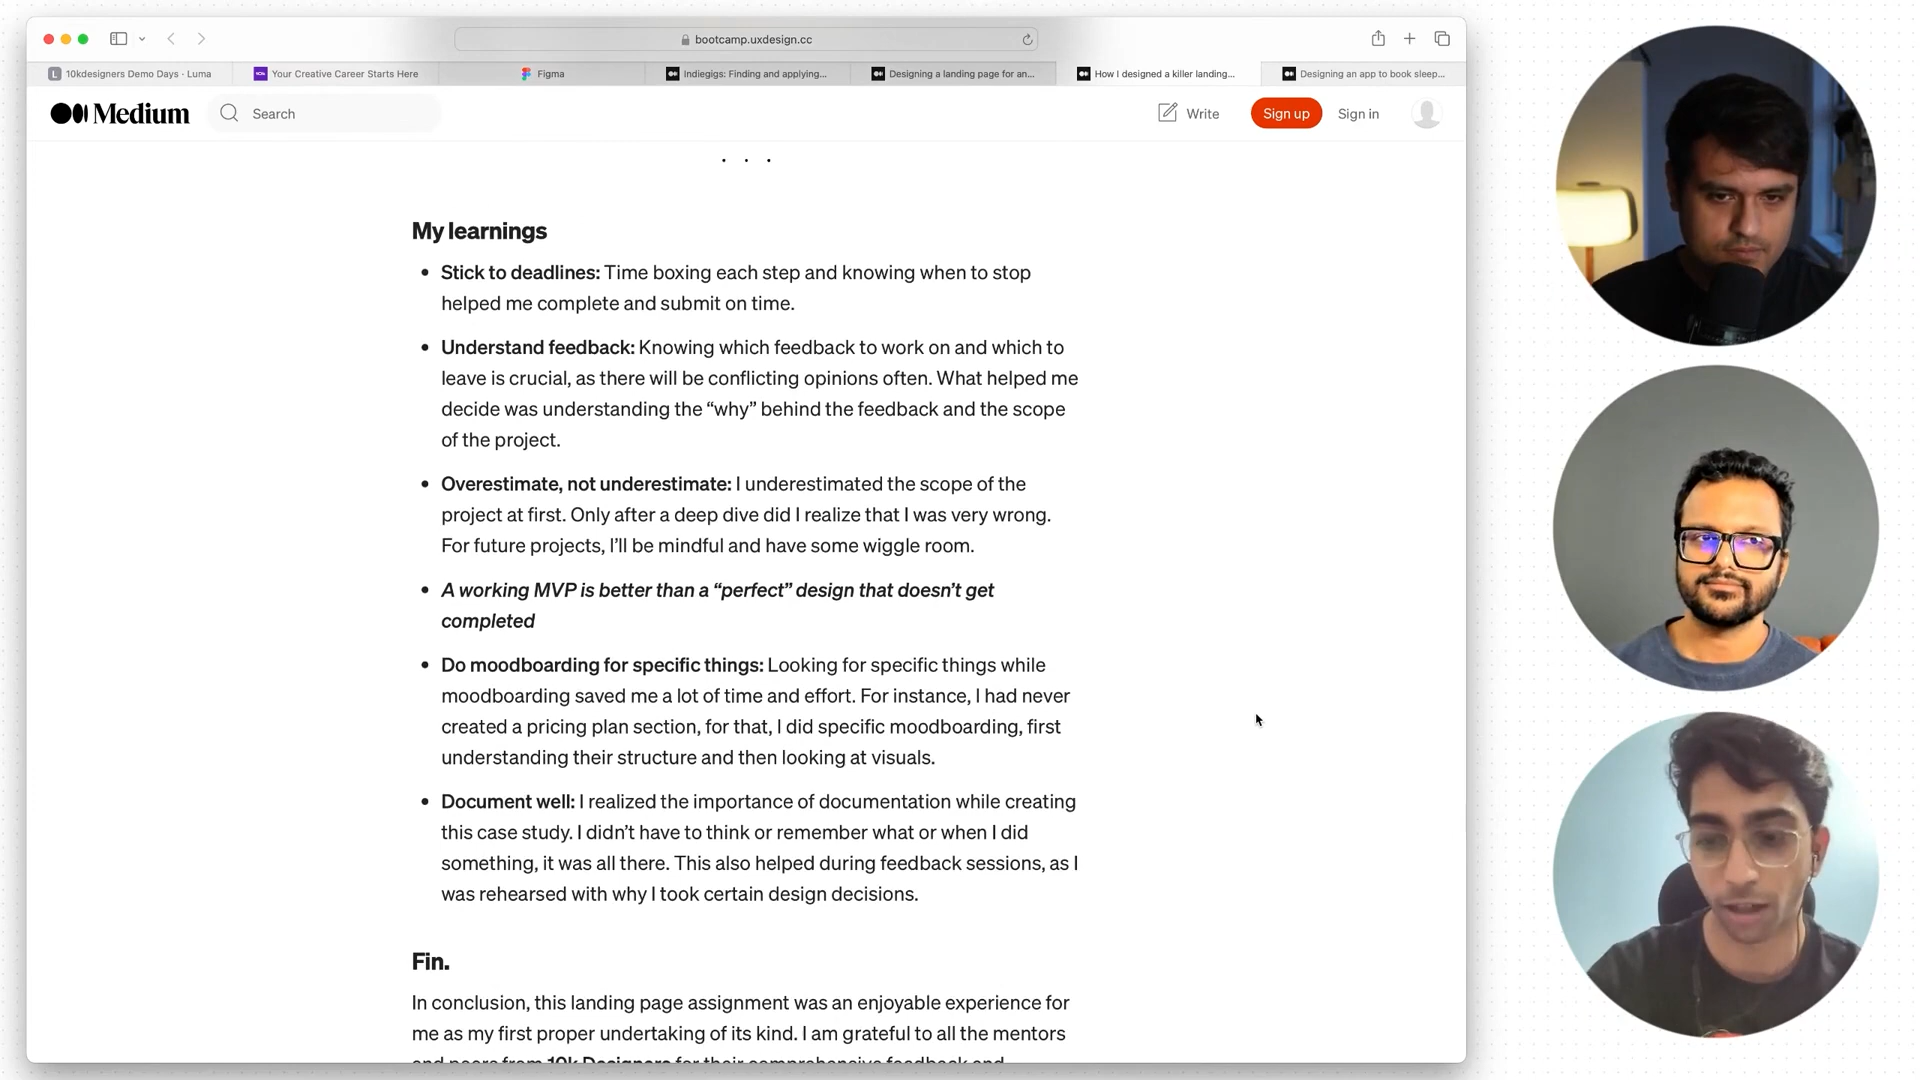 bootcamp.uxdesign.cc
10kdesigners Demo Days · Luma
Your Creative Career Starts Here
Figma
Indiegigs: Finding and applying...
Designing a landing page for an...
How I designed a killer landing...
Designing an app to book sleep...
Medium
Search
Write
Sign up
Sign in
My learnings
• Stick to deadlines: Time boxing each step and knowing when to stop
helped me complete and submit on time.
• Understand feedback: Knowing which feedback to work on and which to
leave is crucial, as there will be conflicting opinions often. What helped me
decide was understanding the “why” behind the feedback and the scope
of the project.
• Overestimate, not underestimate: I underestimated the scope of the
project at first. Only after a deep dive did I realize that I was very wrong.
For future projects, I’ll be mindful and have some wiggle room.
• A working MVP is better than a “perfect” design that doesn’t get
completed
• Do moodboarding for specific things: Looking for specific things while
moodboarding saved me a lot of time and effort. For instance, I had never
created a pricing plan section, for that, I did specific moodboarding, first
understanding their structure and then looking at visuals.
• Document well: I realized the importance of documentation while creating
this case study. I didn’t have to think or remember what or when I did
something, it was all there. This also helped during feedback sessions, as I
was rehearsed with why I took certain design decisions.
Fin.
In conclusion, this landing page assignment was an enjoyable experience for
me as my first proper undertaking of its kind. I am grateful to all the mentors
and peers from 10k Designers for their comprehensive feedback and